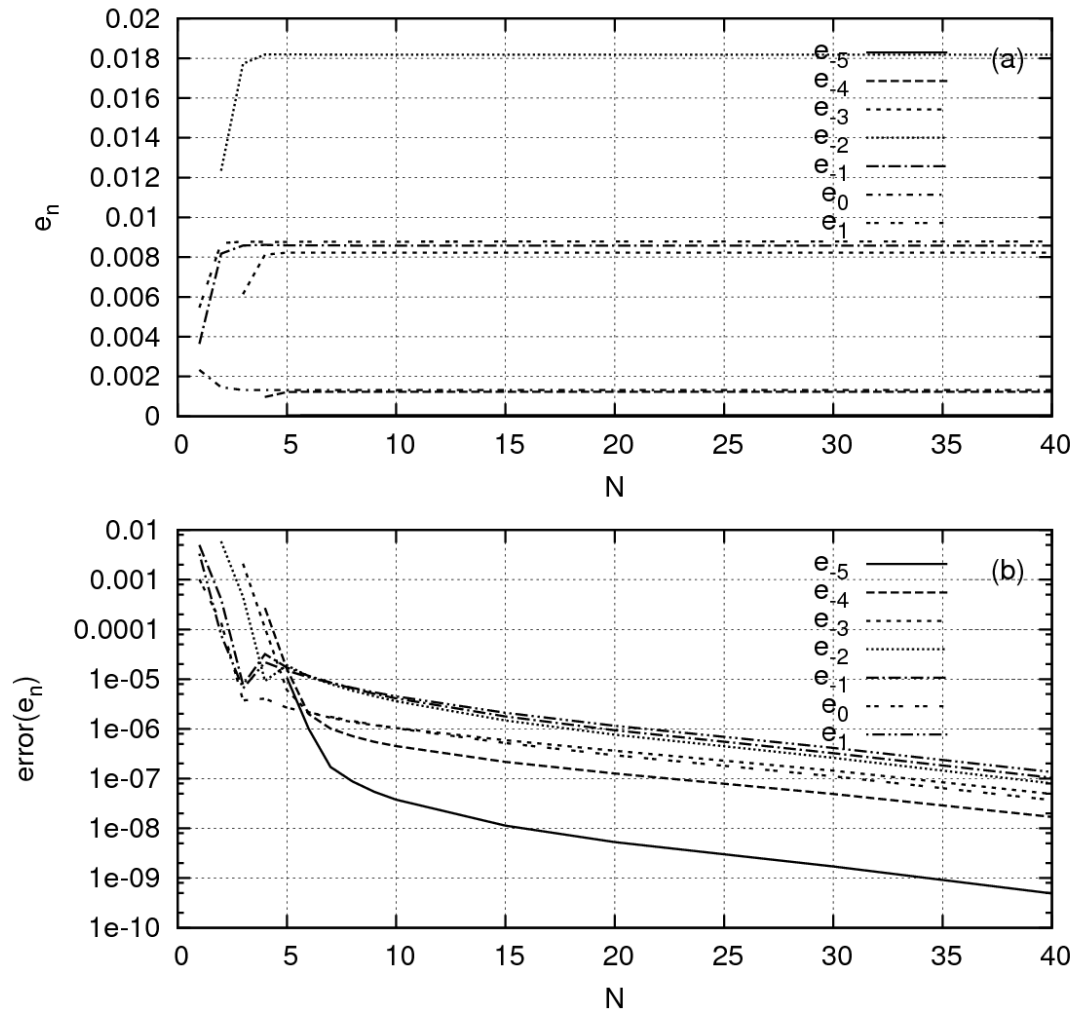 0.02
0.018
0.016
0.014
0.012
0.01
0.008
0.006
0.004
0.002
0
e_n
0 5 10 15 20 25 30 35 40
N
(a)
e_-5
e_-4
e_-3
e_-2
e_-1
e_0
e_1
0.01
0.001
0.0001
1e-05
1e-06
1e-07
1e-08
1e-09
1e-10
error(e_n)
0 5 10 15 20 25 30 35 40
N
(b)
e_-5
e_-4
e_-3
e_-2
e_-1
e_0
e_1